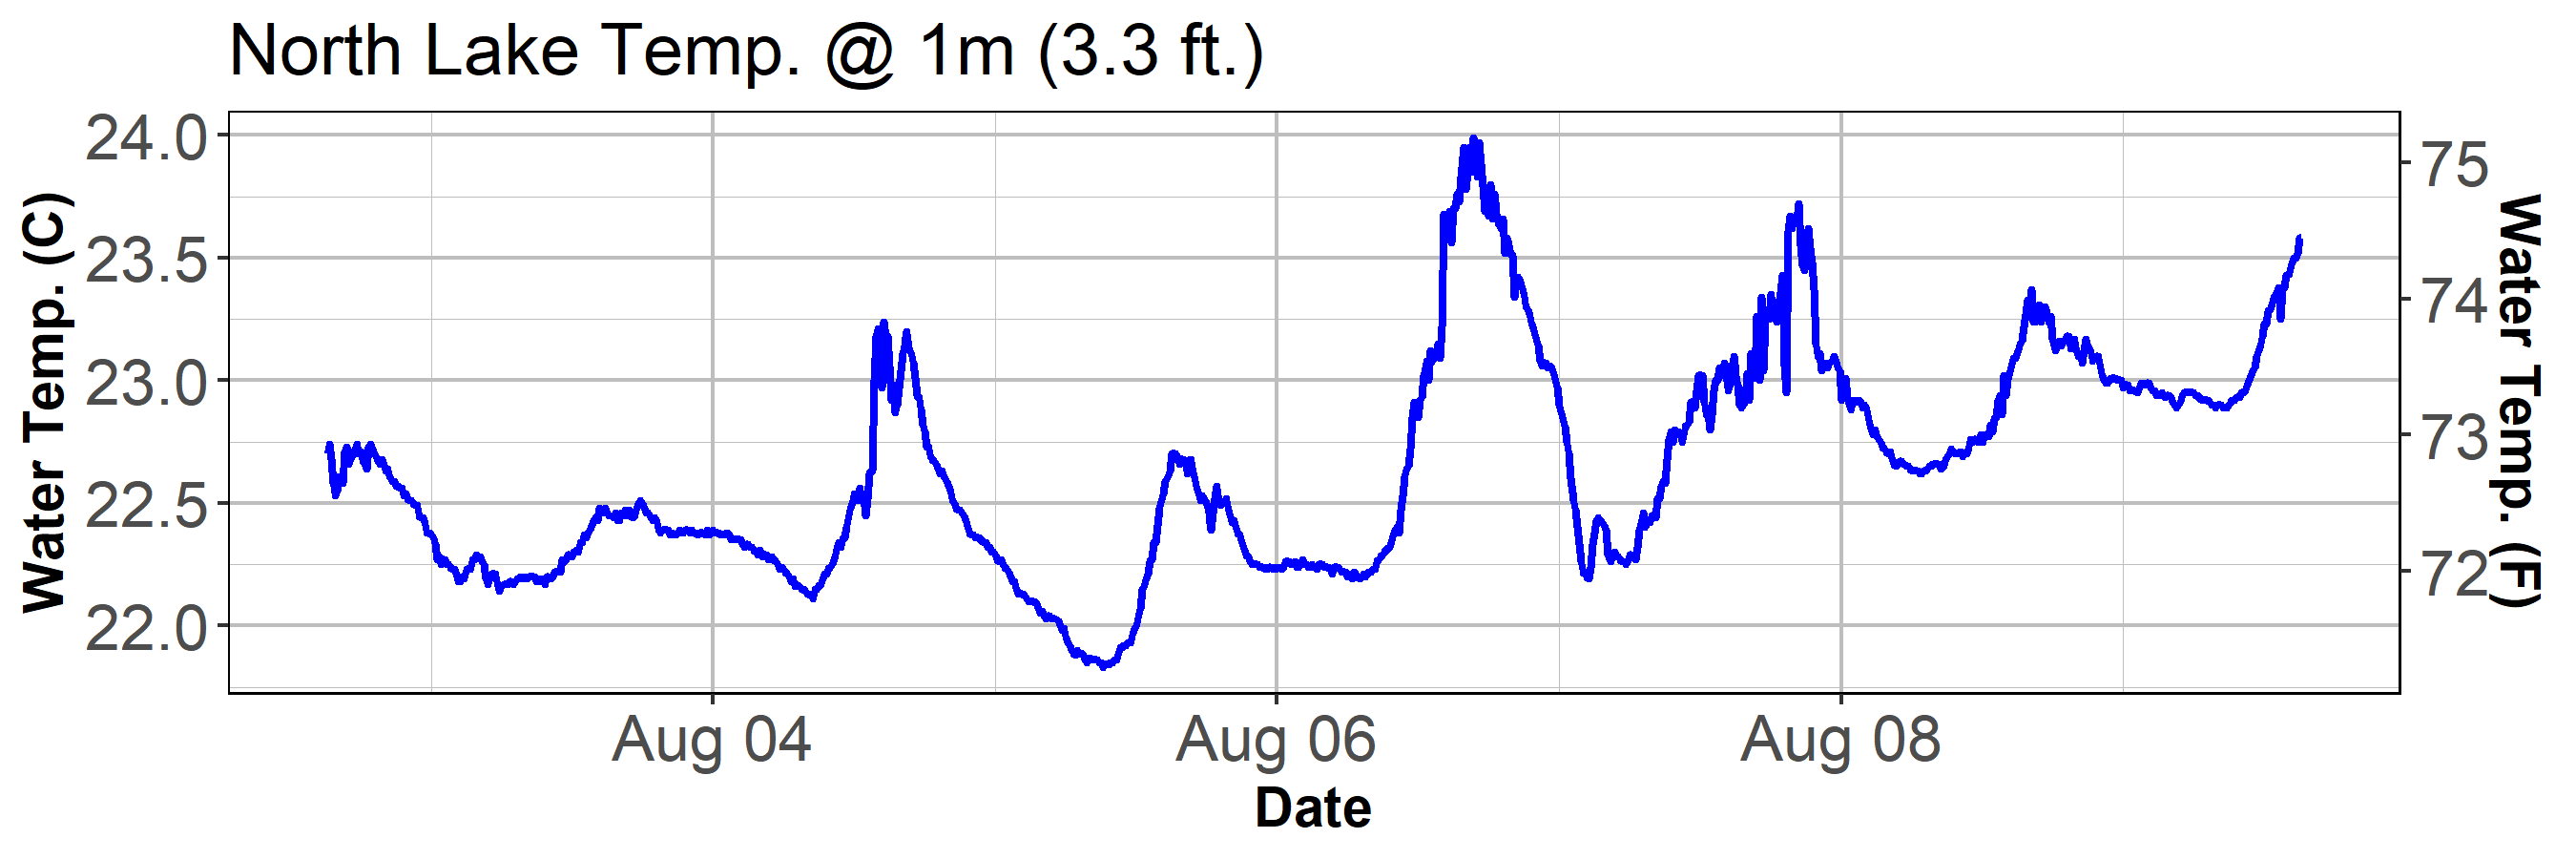 North Lake Temp. @ 1m (3.3 ft.)
Water Temp. (C)
24.0
23.5
23.0
22.5
22.0
75
74
73
72
Water Temp. (F)
Aug 04
Aug 06
Aug 08
Date